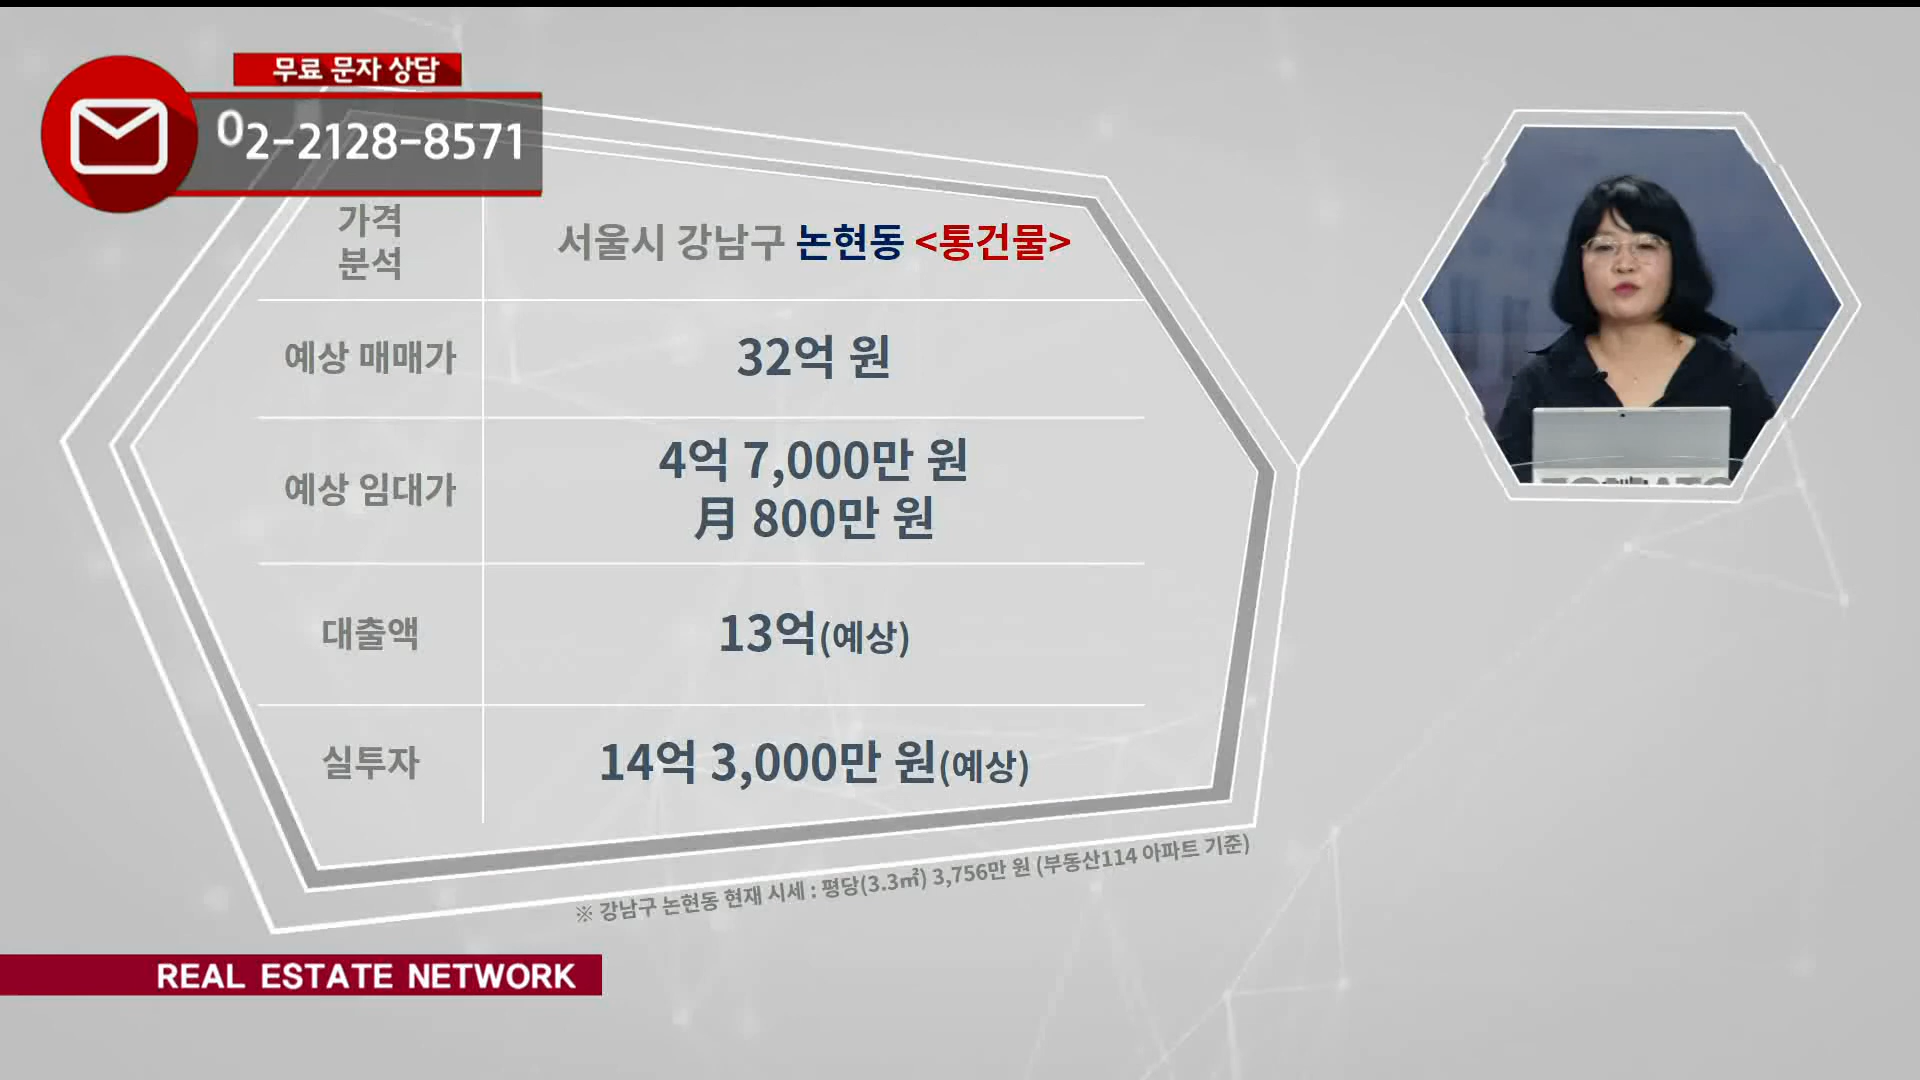 무료 문자 상담
02-2128-8571
가격
분석
서울시 강남구 논현동 <통건물>
예상 매매가
32억 원
예상 임대가
4억 7,000만 원
月 800만 원
대출액
13억(예상)
실투자
14억 3,000만 원(예상)
※ 강남구 논현동 현재 시세 : 평당(3.3㎡) 3,756만 원 (부동산114 아파트 기준)
REAL ESTATE NETWORK